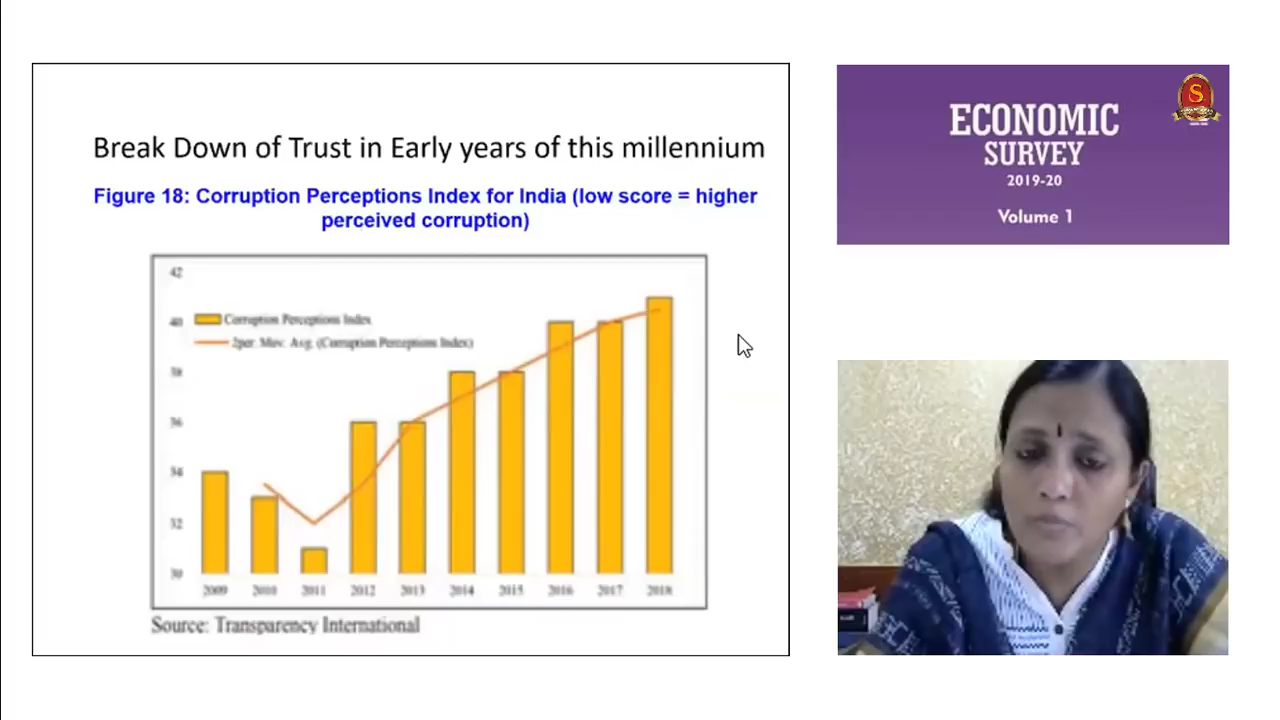 Break Down of Trust in Early years of this millennium
Figure 18: Corruption Perceptions Index for India (low score = higher
perceived corruption)
42
40
38
36
34
32
30
Corruption Perceptions Index
2per. Mov. Avg. (Corruption Perceptions Index)
2009 2010 2011 2012 2013 2014 2015 2016 2017 2018
Source: Transparency International
ECONOMIC
SURVEY
2019-20
Volume 1
S